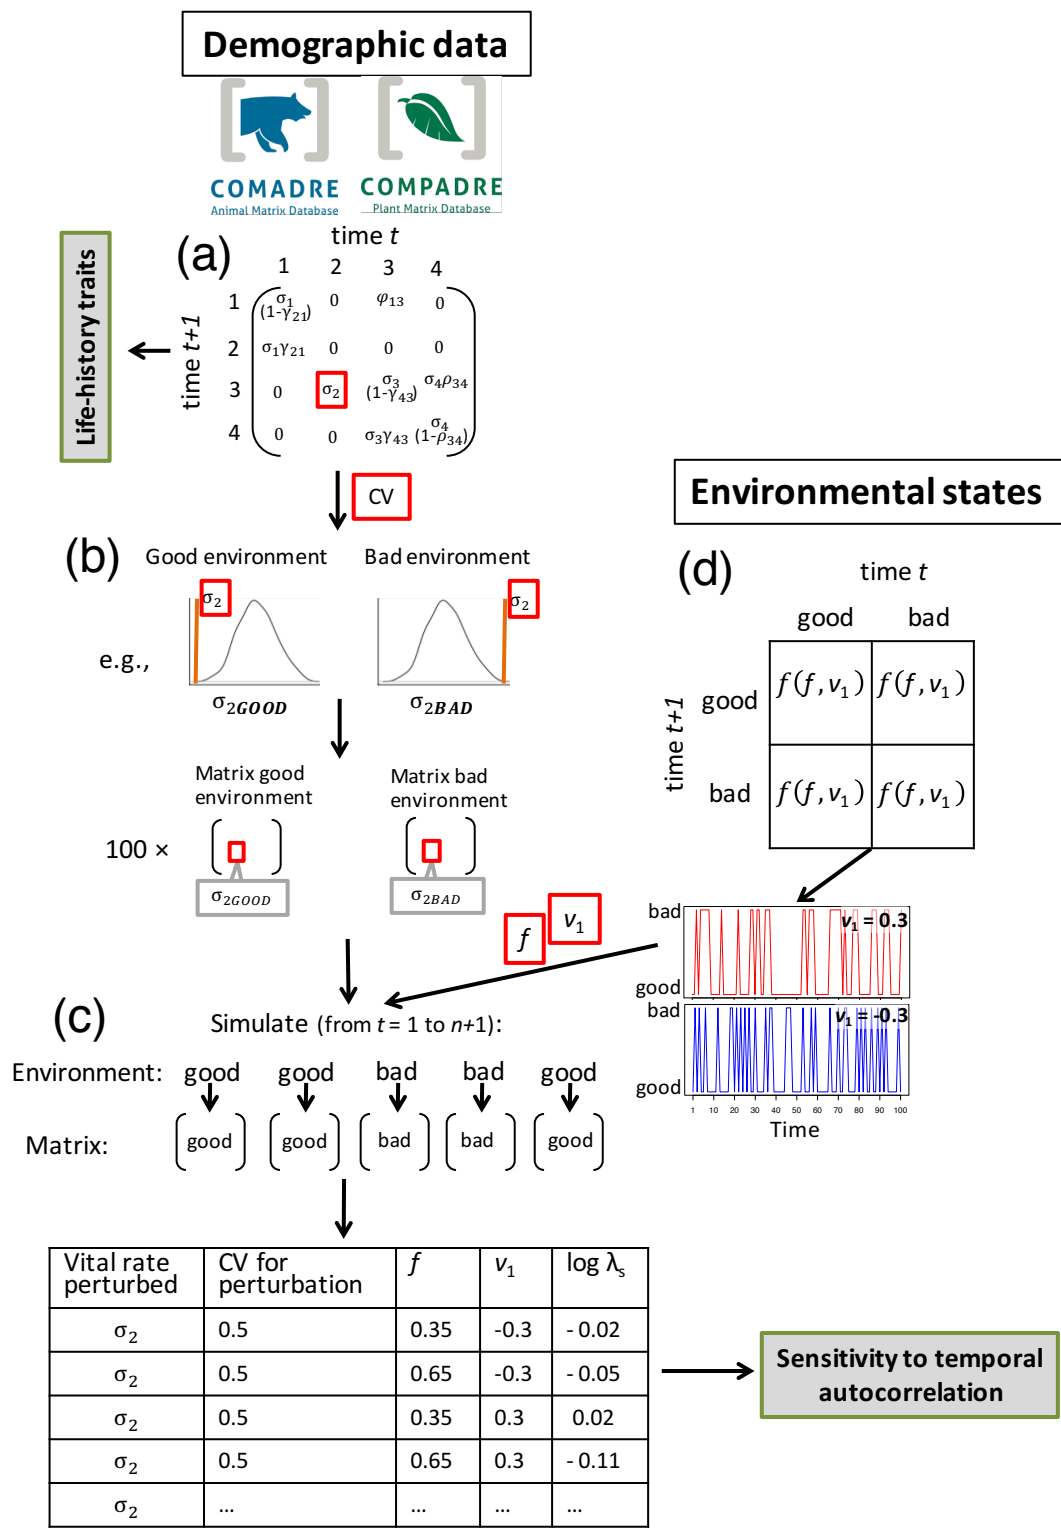 Demographic data
COMADRE
Animal Matrix Database
COMPADRE
Plant Matrix Database
Life-history traits
(a)
time t
1 2 3 4
time t+1
1 σ₁(1-γ₂₁) 0 φ₁₃ 0
2 σ₁γ₂₁ 0 0 0
3 0 σ₂ σ₃(1-γ₄₃) σ₄ρ₃₄
4 0 0 σ₃γ₄₃ σ₄(1-ρ₃₄)
CV
(b)
Good environment
Bad environment
σ₂
σ₂
e.g.,
σ₂GOOD
σ₂BAD
Matrix good
environment
Matrix bad
environment
100 ×
σ₂GOOD
σ₂BAD
Environmental states
(d)
time t
good bad
time t+1
good f(f,v₁) f(f,v₁)
bad f(f,v₁) f(f,v₁)
bad
v₁ = 0.3
good
bad
v₁ = -0.3
good
1 10 20 30 40 50 60 70 80 90 100
Time
f
v₁
(c)
Simulate (from t = 1 to n+1):
Environment: good good bad bad good
Matrix: good good bad bad good
Vital rate perturbed CV for perturbation f v₁ log λₛ
σ₂ 0.5 0.35 -0.3 - 0.02
σ₂ 0.5 0.65 -0.3 - 0.05
σ₂ 0.5 0.35 0.3 0.02
σ₂ 0.5 0.65 0.3 - 0.11
σ₂ ... ... ... ...
Sensitivity to temporal
autocorrelation